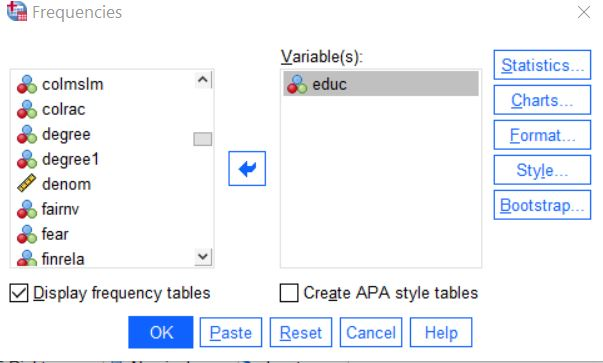 Frequencies
Variable(s):
colmslm
colrac
degree
degree1
denom
fairnv
fear
finrela
educ
Statistics...
Charts...
Format...
Style...
Bootstrap...
Display frequency tables
Create APA style tables
OK
Paste
Reset
Cancel
Help